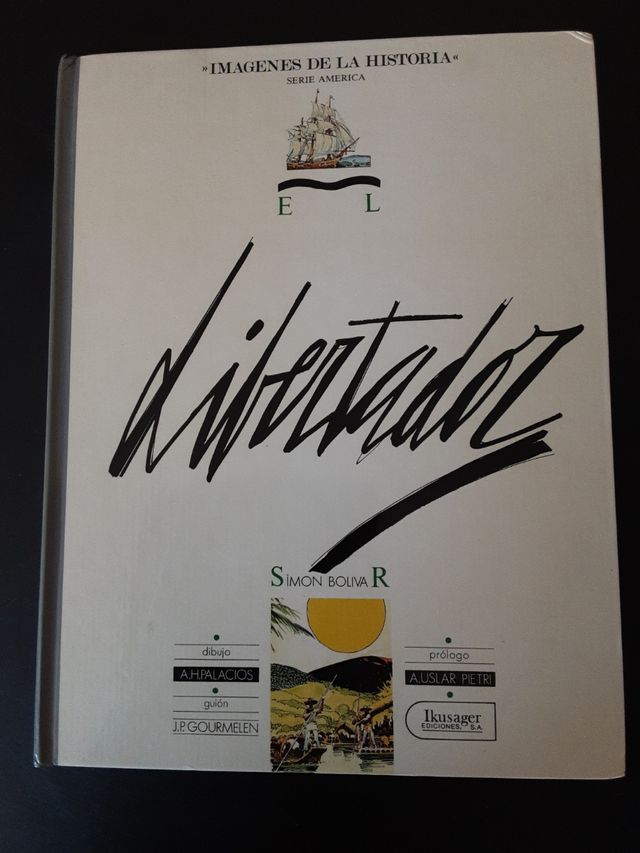 »IMAGENES DE LA HISTORIA«
SERIE AMERICA
E L
Libertador
SIMON BOLIVAR
dibujo
A.H.PALACIOS
guión
J.P. GOURMELEN
prólogo
A.USLAR PIETRI
Ikusager
EDICIONES, S.A.